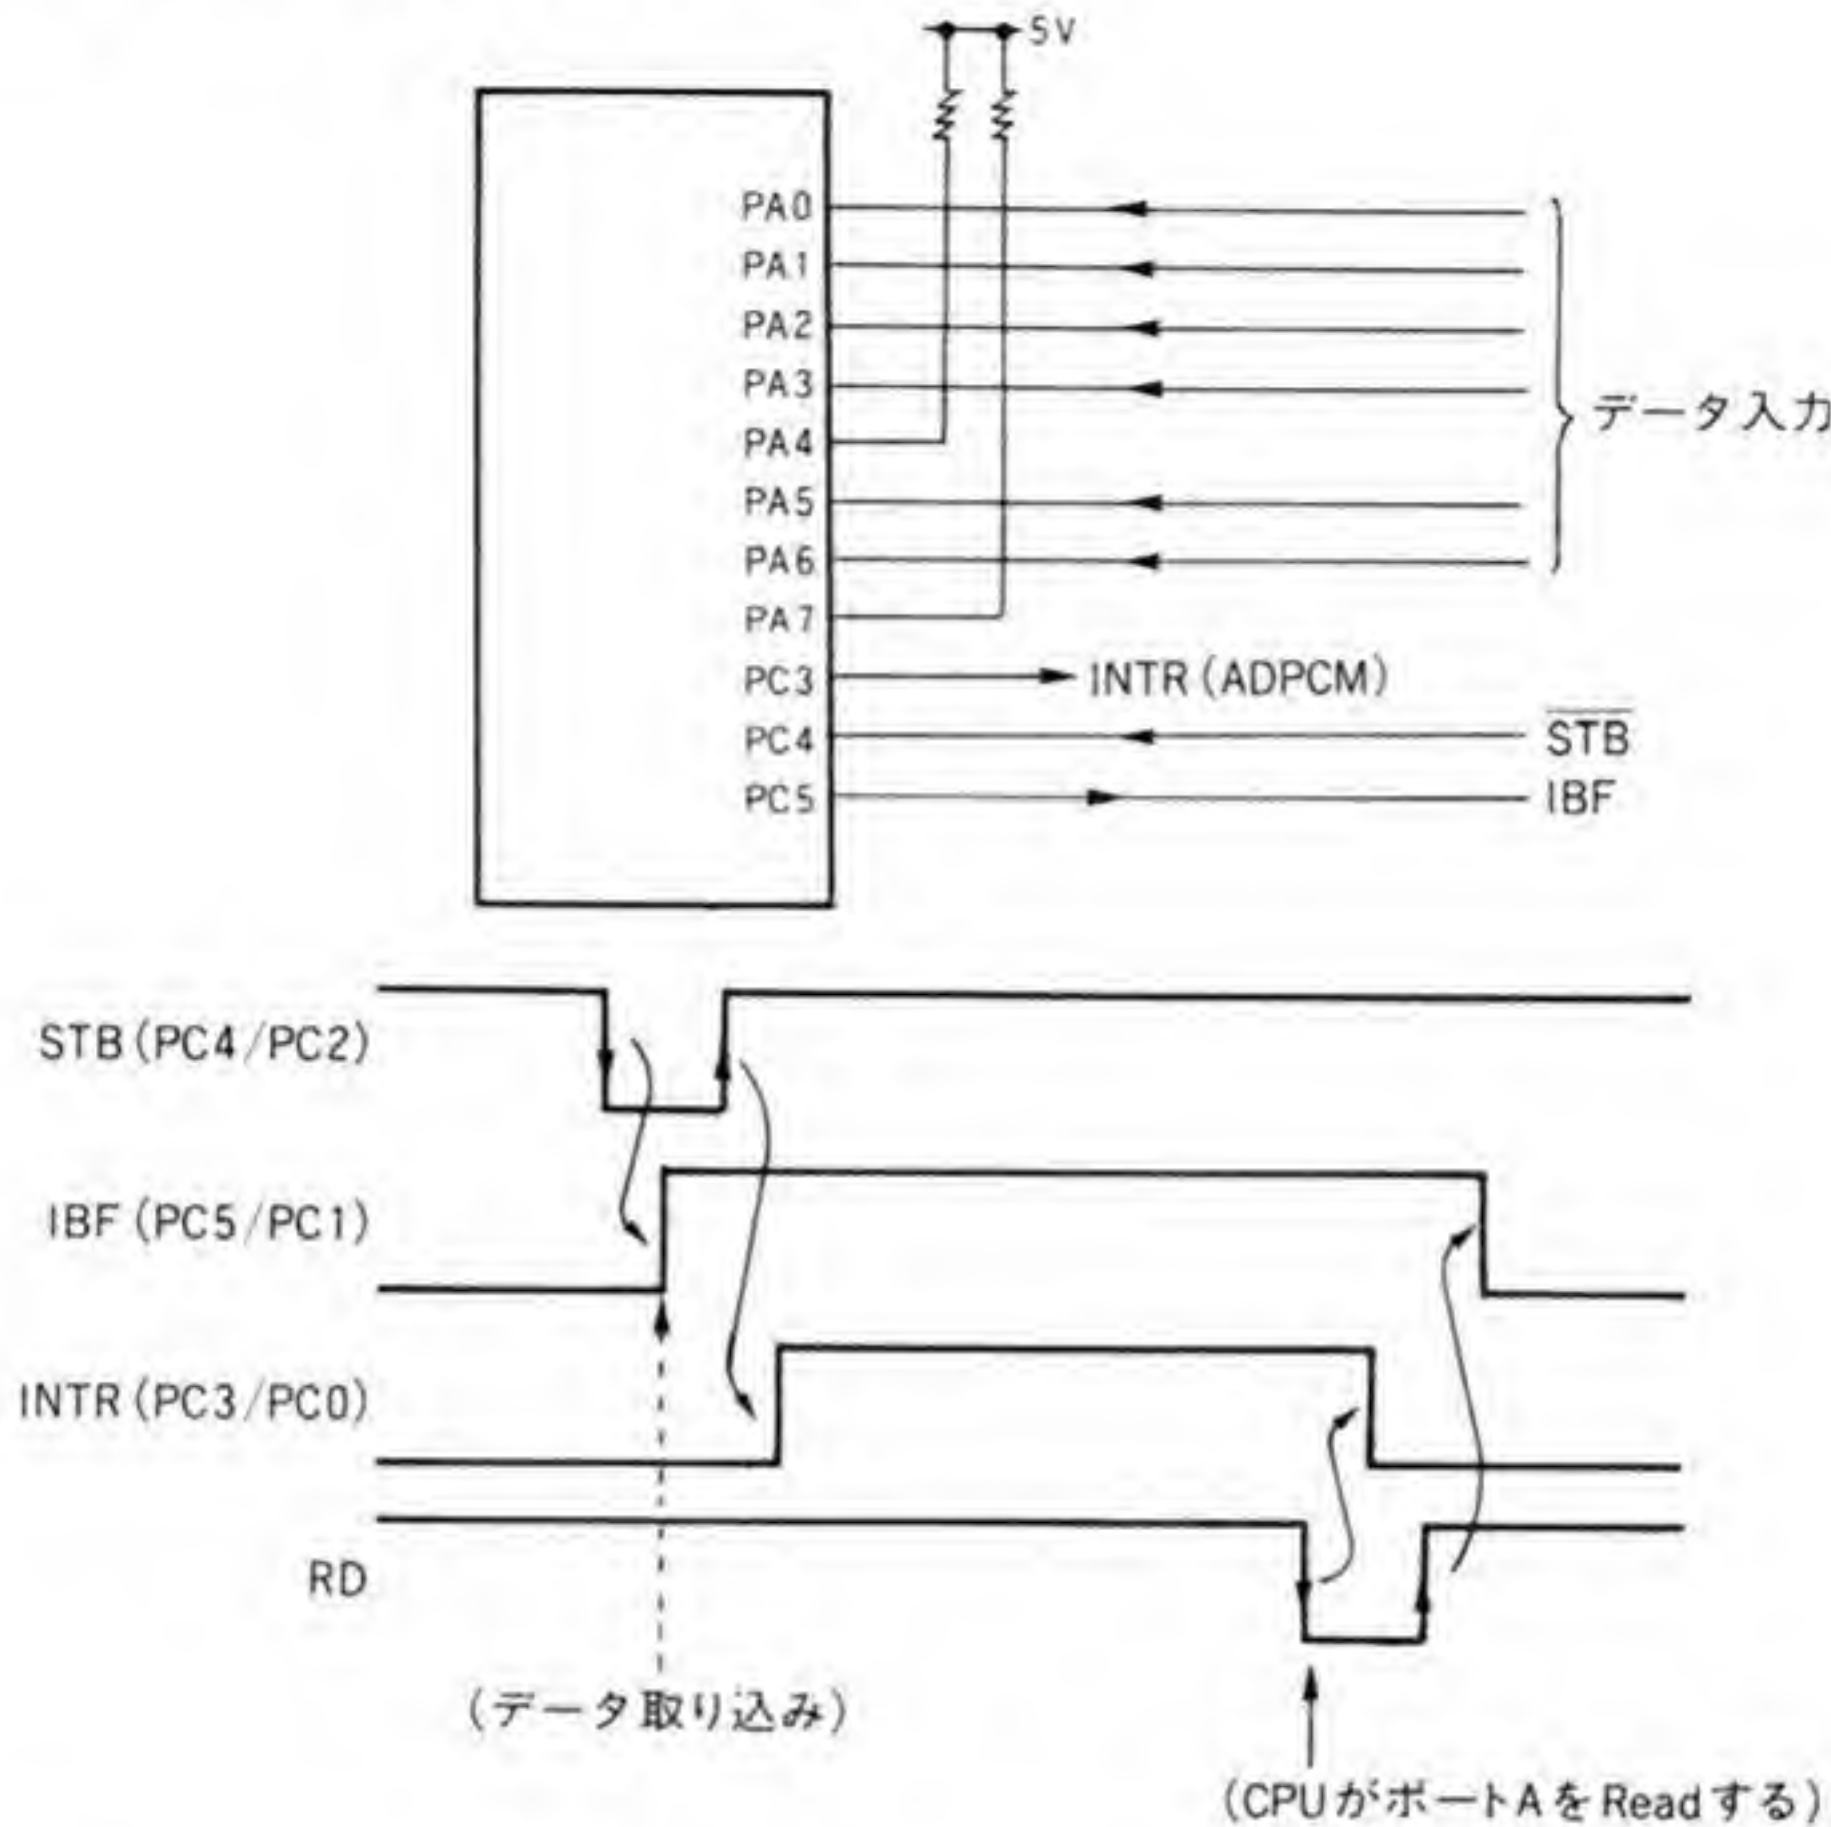 5V
PA0
PA1
PA2
PA3
データ入力
PA4
PA5
PA6
PA7
PC3 INTR(ADPCM)
PC4 STB
PC5 IBF
STB(PC4/PC2)
IBF(PC5/PC1)
INTR(PC3/PC0)
RD
(データ取り込み)
(CPUがポートAをReadする)